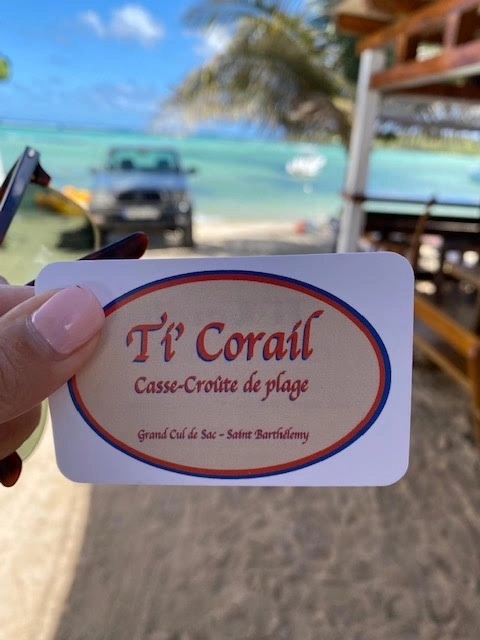 Ti' Corail
Casse-Croûte de plage
Grand Cul de Sac - Saint Barthélemy